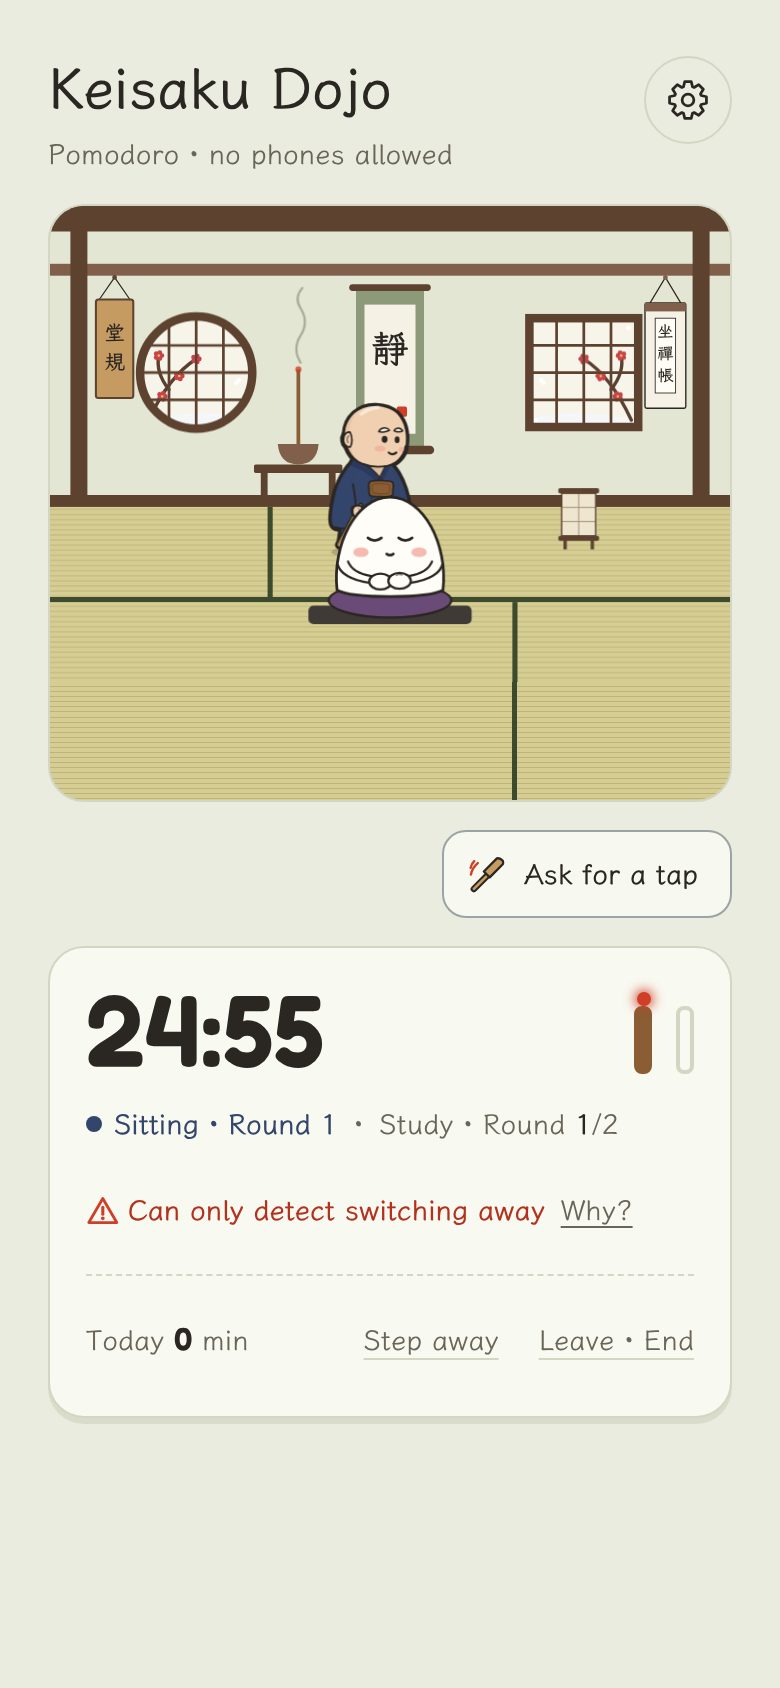 Keisaku Dojo
Pomodoro • no phones allowed
堂規
靜
坐禪帳
Ask for a tap
24:55
Sitting • Round 1 • Study • Round 1/2
Can only detect switching away Why?
Today 0 min Step away Leave • End